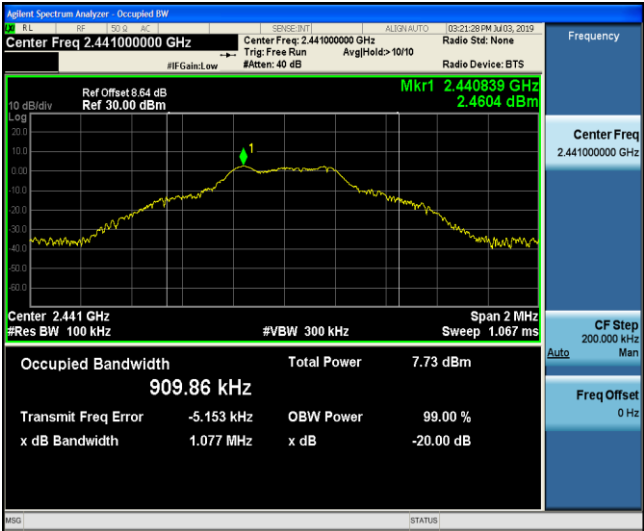 Agilent Spectrum Analyzer - Occupied BW
RL RF 50 Ω AC SENSE:INT ALIGN AUTO 03:21:28 PM Jul 03, 2019
Center Freq 2.441000000 GHz Center Freq: 2.441000000 GHz Radio Std: None Frequency
Trig: Free Run Avg|Hold:> 10/10
#IFGain:Low #Atten: 40 dB Radio Device: BTS
Ref Offset 8.64 dB Mkr1 2.440839 GHz
10 dB/div Ref 30.00 dBm 2.4604 dBm
Log
20.0
10.0 1
0.00
-10.0
-20.0
-30.0
-40.0
-50.0
-60.0
Center 2.441 GHz Span 2 MHz
#Res BW 100 kHz #VBW 300 kHz Sweep 1.067 ms
Occupied Bandwidth Total Power 7.73 dBm
909.86 kHz
Transmit Freq Error -5.153 kHz OBW Power 99.00 %
x dB Bandwidth 1.077 MHz x dB -20.00 dB
Center Freq
2.441000000 GHz
CF Step
200.000 kHz
Auto Man
Freq Offset
0 Hz
MSG STATUS